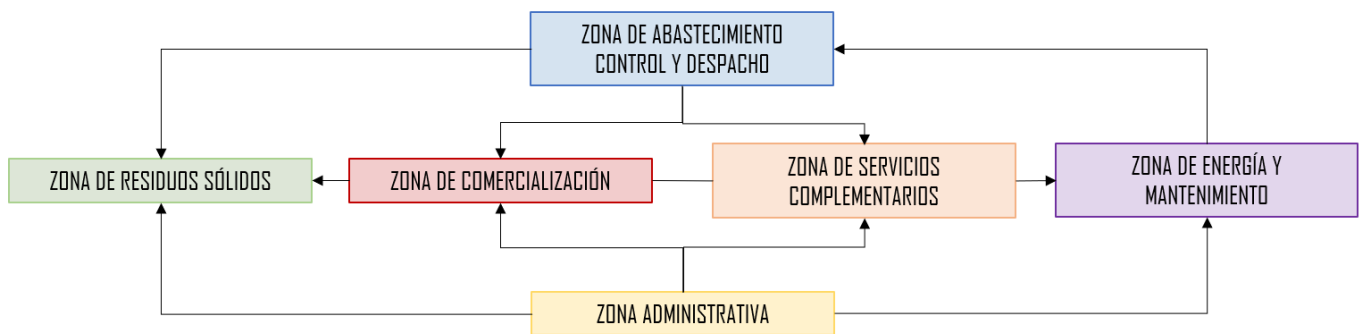 ZONA DE ABASTECIMIENTO
CONTROL Y DESPACHO
ZONA DE RESIDUOS SÓLIDOS
ZONA DE COMERCIALIZACIÓN
ZONA DE SERVICIOS
COMPLEMENTARIOS
ZONA DE ENERGÍA Y
MANTENIMIENTO
ZONA ADMINISTRATIVA